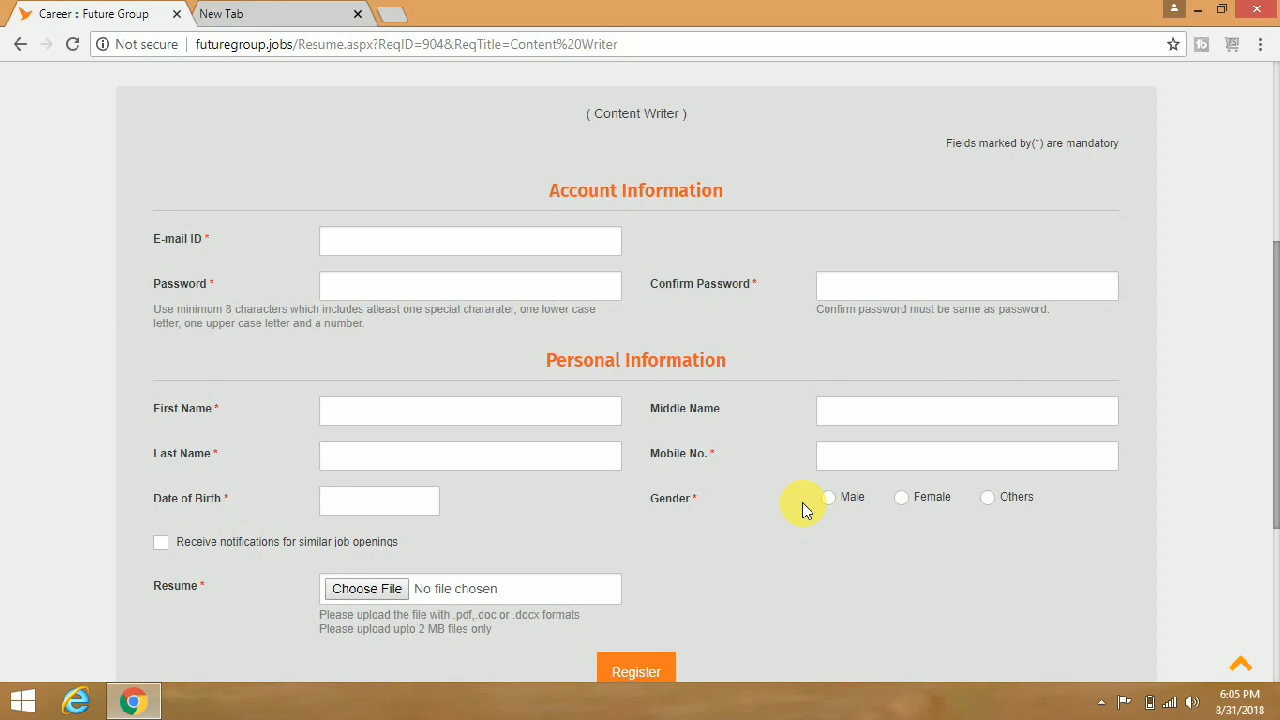 Career : Future Group
New Tab
Not secure futuregroup.jobs/Resume.aspx?ReqID=904&ReqTitle=Content%20Writer
( Content Writer )
Fields marked by(*) are mandatory
Account Information
E-mail ID *
Password * Confirm Password *
Use minimum 8 characters which includes atleast one special chararater, one lower case Confirm password must be same as password.
letter, one upper case letter and a number.
Personal Information
First Name * Middle Name
Last Name * Mobile No. *
Date of Birth * Gender * Male Female Others
Receive notifications for similar job openings
Resume * Choose File No file chosen
Please upload the file with .pdf,.doc or .docx formats
Please upload upto 2 MB files only
Register
6:05 PM
8/31/2018